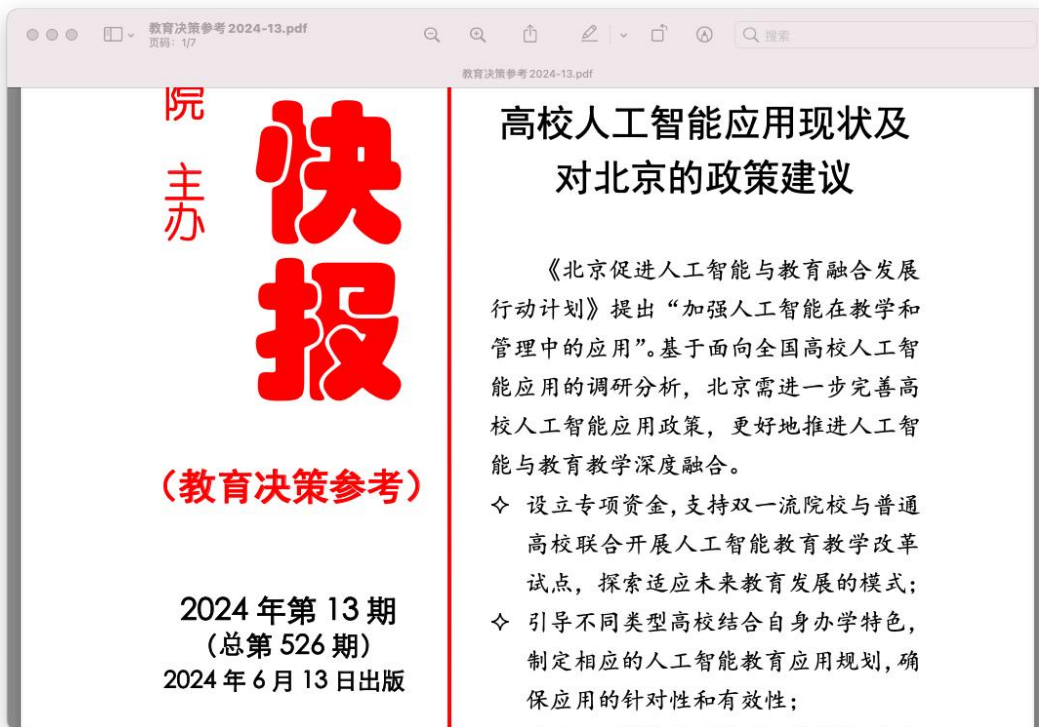 教育决策参考2024-13.pdf
页码：1/7
搜索
教育决策参考2024-13.pdf
院 主办
快报
（教育决策参考）
2024年第13期
（总第526期）
2024年6月13日出版
高校人工智能应用现状及
对北京的政策建议
《北京促进人工智能与教育融合发展
行动计划》提出“加强人工智能在教学和
管理中的应用”。基于面向全国高校人工智
能应用的调研分析，北京需进一步完善高
校人工智能应用政策，更好地推进人工智
能与教育教学深度融合。
✧ 设立专项资金，支持双一流院校与普通
高校联合开展人工智能教育教学改革
试点，探索适应未来教育发展的模式；
✧ 引导不同类型高校结合自身办学特色，
制定相应的人工智能教育应用规划，确
保应用的针对性和有效性；